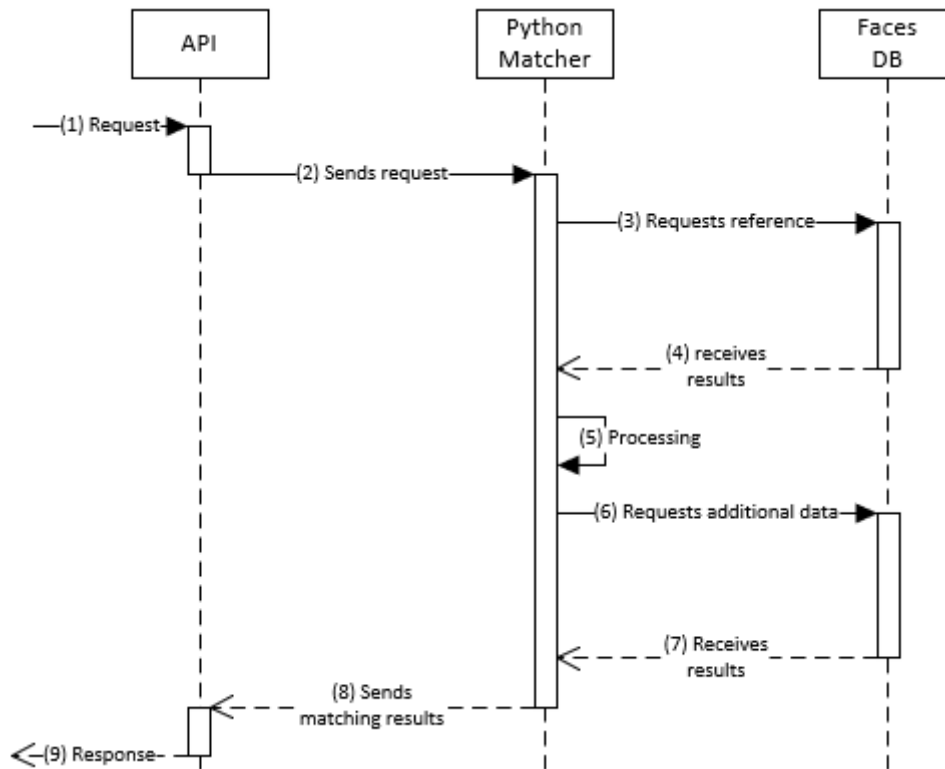 API
Python
Matcher
Faces
DB
(1) Request
(2) Sends request
(3) Requests reference
(4) receives
results
(5) Processing
(6) Requests additional data
(7) Receives
results
(8) Sends
matching results
(9) Response